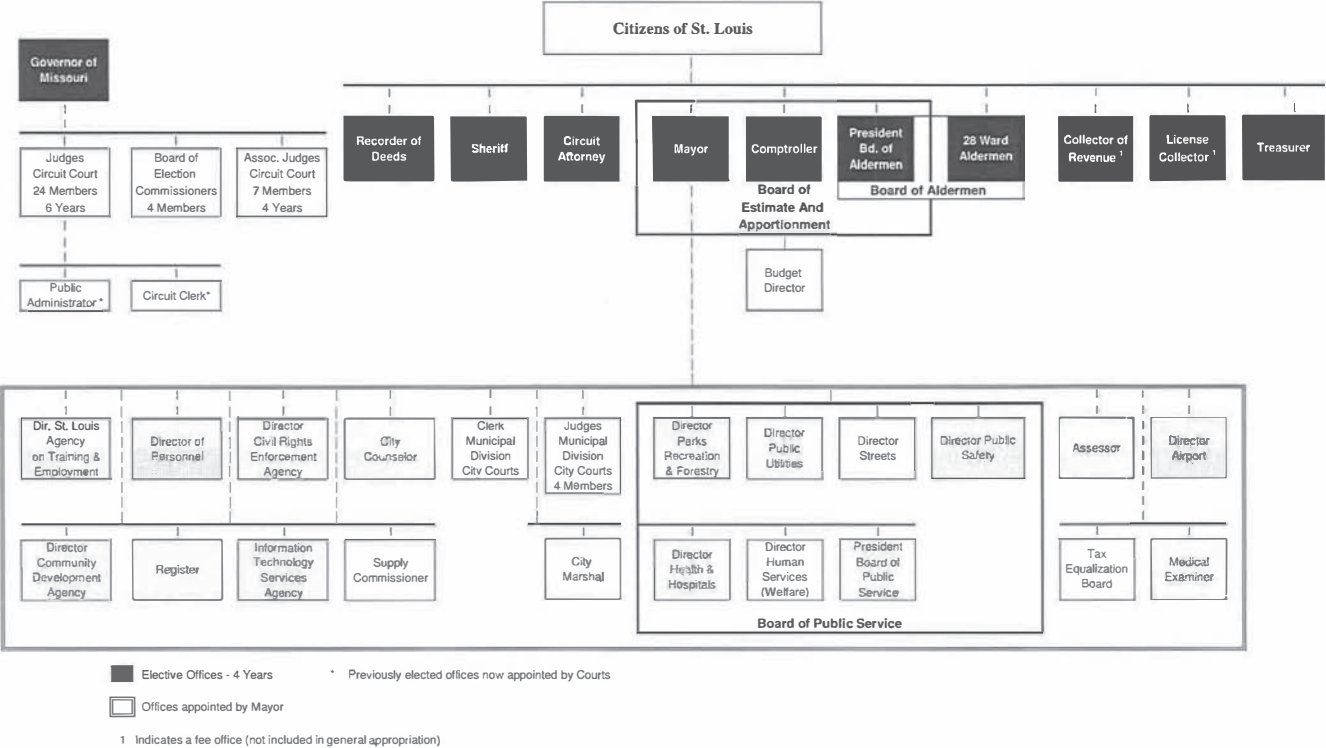 Citizens of St. Louis
Governor of
Missouri
Judges
Circuit Court
24 Members
6 Years
Board of
Election
Commissioners
4 Members
Assoc. Judges
Circuit Court
7 Members
4 Years
Public
Administrator *
Circuit Clerk*
Recorder of
Deeds
Sheriff
Circuit
Attorney
Mayor
Comptroller
President
Bd. of
Aldermen
28 Ward
Aldermen
Board of Aldermen
Board of
Estimate And
Apportionment
Collector of
Revenue 1
License
Collector 1
Treasurer
Budget
Director
Dir. St. Louis
Agency
on Training &
Employment
Director of
Personnel
Director
Civil Rights
Enforcement
Agency
City
Counselor
Clerk
Municipal
Division
City Courts
Judges
Municipal
Division
City Courts
4 Members
Director
Parks
Recreation
& Forestry
Director
Public
Utilities
Director
Streets
Director Public
Safety
Assessor
Director
Airport
Director
Community
Development
Agency
Register
Information
Technology
Services
Agency
Supply
Commissioner
City
Marshal
Director
Health &
Hospitals
Director
Human
Services
(Welfare)
President
Board of
Public
Service
Tax
Equalization
Board
Medical
Examiner
Board of Public Service
Elective Offices - 4 Years
* Previously elected offices now appointed by Courts
Offices appointed by Mayor
1 Indicates a fee office (not included in general appropriation)